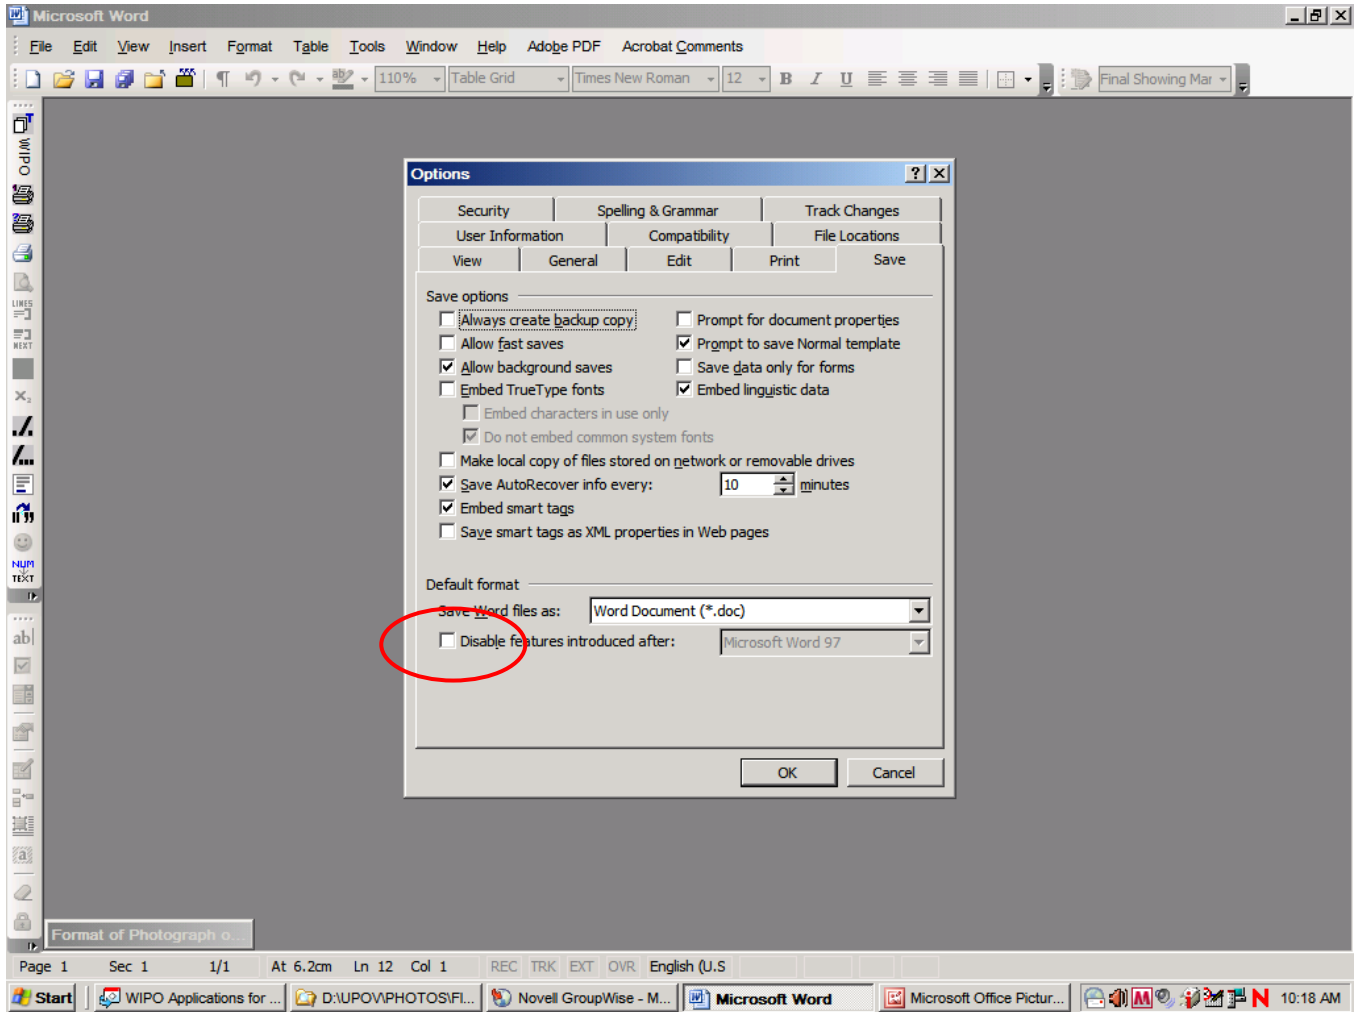 Microsoft Word
File Edit View Insert Format Table Tools Window Help Adobe PDF Acrobat Comments
110% Table Grid Times New Roman 12 B I U Final Showing Mar
WIPO
LINES
NEXT
NUM
TEXT
ab
a
Options
Security Spelling & Grammar Track Changes
User Information Compatibility File Locations
View General Edit Print Save
Save options
Always create backup copy Prompt for document properties
Allow fast saves Prompt to save Normal template
Allow background saves Save data only for forms
Embed TrueType fonts Embed linguistic data
Embed characters in use only
Do not embed common system fonts
Make local copy of files stored on network or removable drives
Save AutoRecover info every: 10 minutes
Embed smart tags
Save smart tags as XML properties in Web pages
Default format
Save Word files as: Word Document (*.doc)
Disable features introduced after: Microsoft Word 97
OK Cancel
Format of Photograph o...
Page 1 Sec 1 1/1 At 6.2cm Ln 12 Col 1 REC TRK EXT OVR English (U.S
Start WIPO Applications for ... D:\UPOV\PHOTOS\FI... Novell GroupWise - M... Microsoft Word Microsoft Office Pictur... M N 10:18 AM